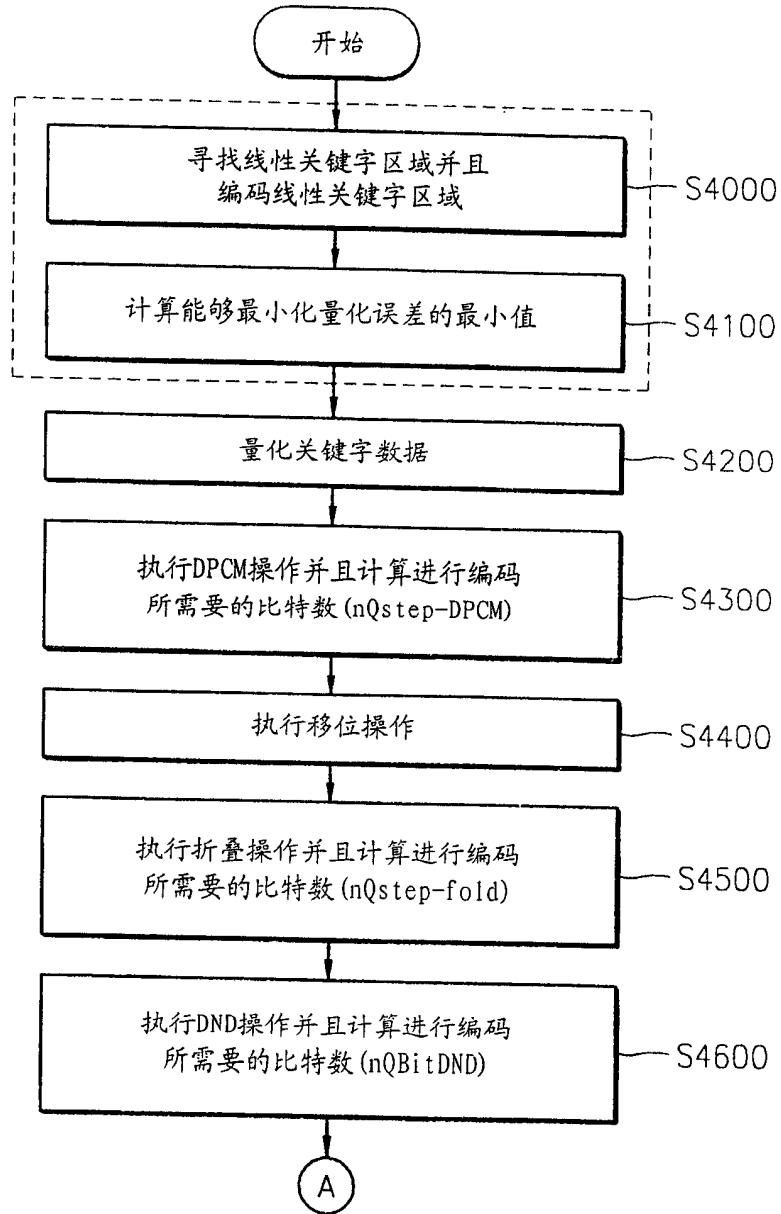 开始
寻找线性关键字区域并且
编码线性关键字区域
S4000
计算能够最小化量化误差的最小值
S4100
量化关键字数据
S4200
执行DPCM操作并且计算进行编码
所需要的比特数(nQstep-DPCM)
S4300
执行移位操作
S4400
执行折叠操作并且计算进行编码
所需要的比特数(nQstep-fold)
S4500
执行DND操作并且计算进行编码
所需要的比特数(nQBitDND)
S4600
A